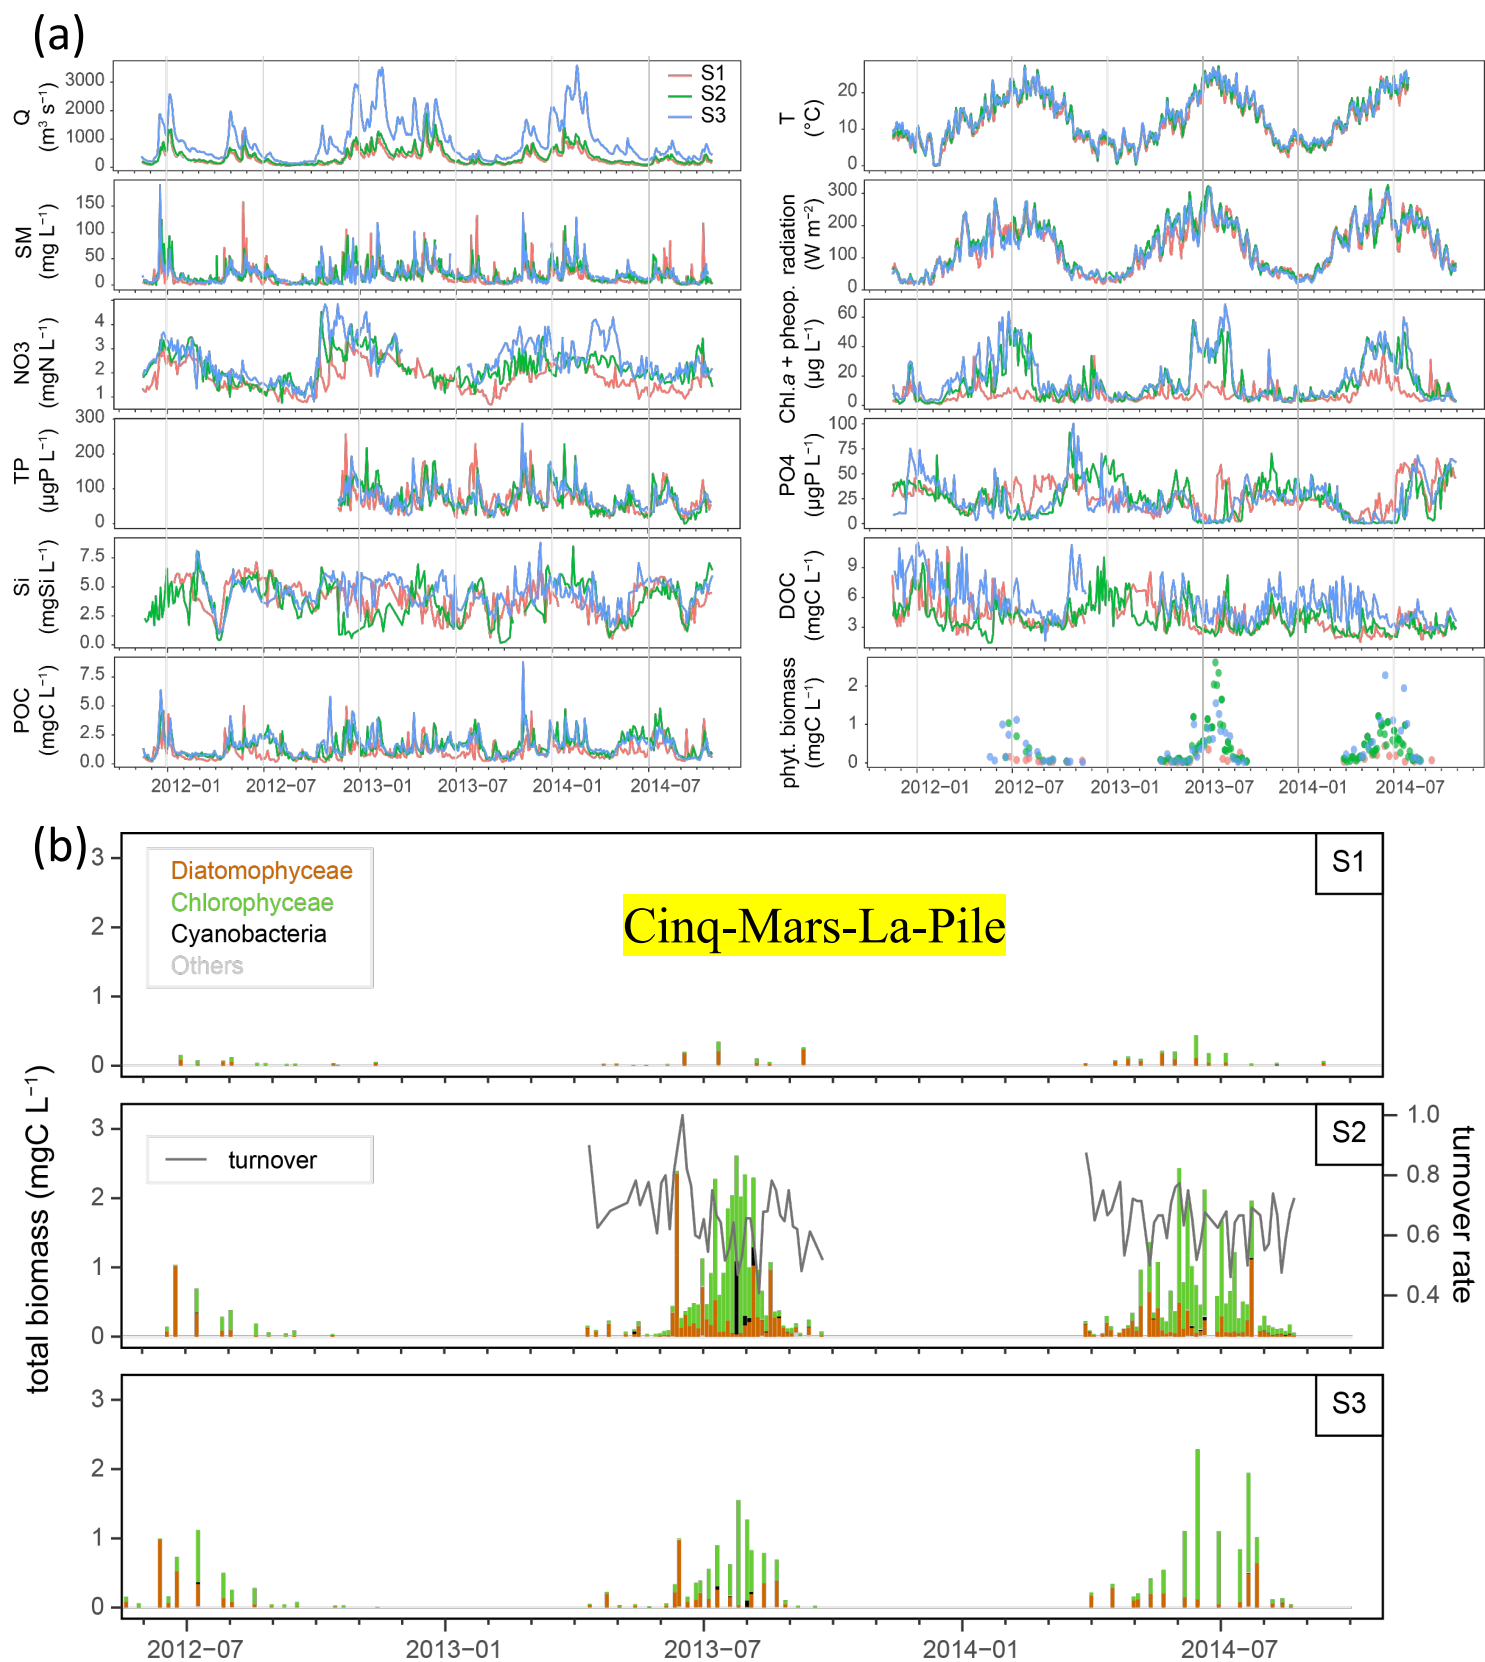 (a)
Q
(m³ s⁻¹)
3000
2000
1000
0
S1
S2
S3
SM
(mg L⁻¹)
150
100
50
0
NO3
(mgN L⁻¹)
4
3
2
1
TP
(µgP L⁻¹)
300
200
100
0
Si
(mgSi L⁻¹)
7.5
5.0
2.5
0.0
POC
(mgC L⁻¹)
7.5
5.0
2.5
0.0
2012−01
2012−07
2013−01
2013−07
2014−01
2014−07
T
(°C)
20
10
0
radiation
(W m⁻²)
300
200
100
0
Chl.a + pheop.
(µg L⁻¹)
60
40
20
0
PO4
(µgP L⁻¹)
100
75
50
25
0
DOC
(mgC L⁻¹)
9
6
3
phyt. biomass
(mgC L⁻¹)
2
1
0
2012−01
2012−07
2013−01
2013−07
2014−01
2014−07
(b)
total biomass (mgC L⁻¹)
3
2
1
0
Diatomophyceae
Chlorophyceae
Cyanobacteria
Others
Cinq-Mars-La-Pile
S1
3
2
1
0
turnover
S2
1.0
0.8
0.6
0.4
turnover rate
3
2
1
0
S3
2012−07
2013−01
2013−07
2014−01
2014−07